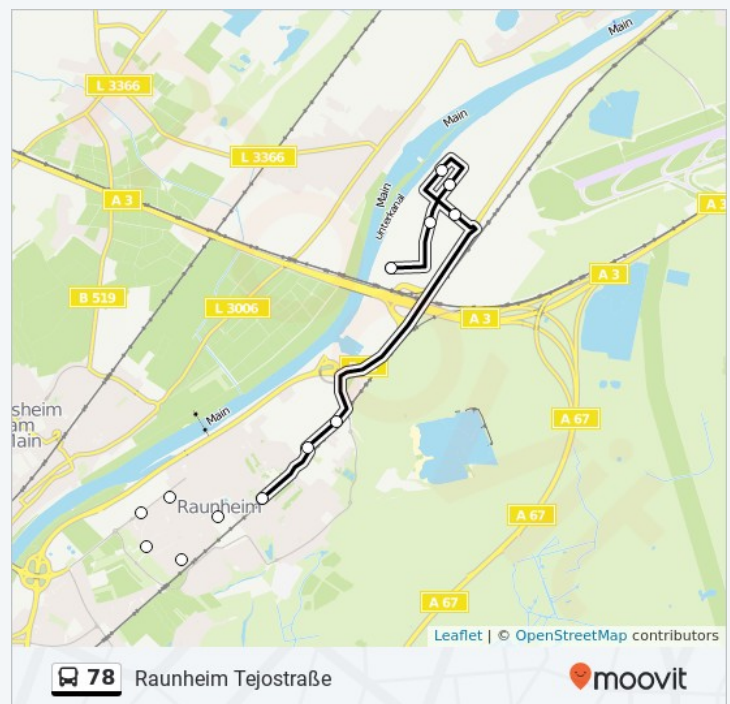 Main
L 3366
Main
L 3366
Main
Unterkanal
A 3
A 3
A 3
B 519
L 3006
A 3
sheim
am
Main
Main
A 67
Raunheim
A 67
A 67
Leaflet | © OpenStreetMap contributors
78 Raunheim Tejostraße moovit